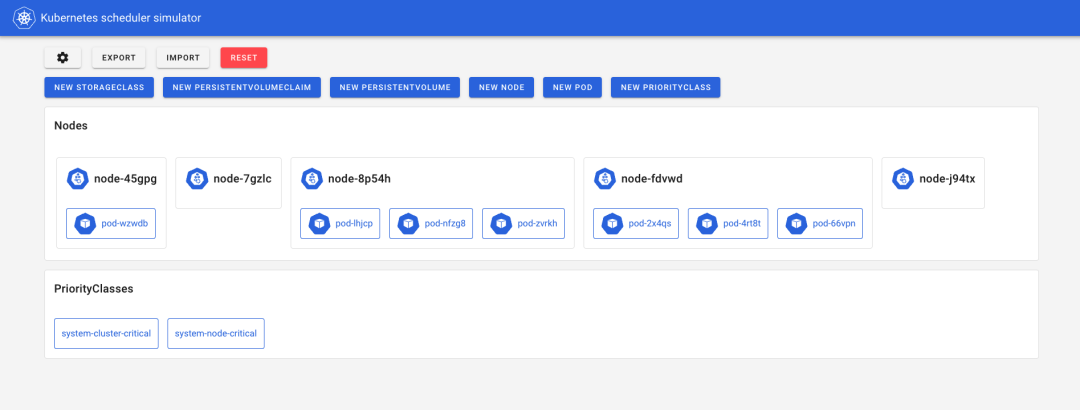 Kubernetes scheduler simulator
EXPORT IMPORT RESET
NEW STORAGECLASS NEW PERSISTENTVOLUMECLAIM NEW PERSISTENTVOLUME NEW NODE NEW POD NEW PRIORITYCLASS
Nodes
node-45gpg node-7gzlc node-8p54h node-fdvwd node-j94tx
pod-wzwdb pod-lhjcp pod-nfzg8 pod-zvrkh pod-2x4qs pod-4rt8t pod-66vpn
PriorityClasses
system-cluster-critical system-node-critical